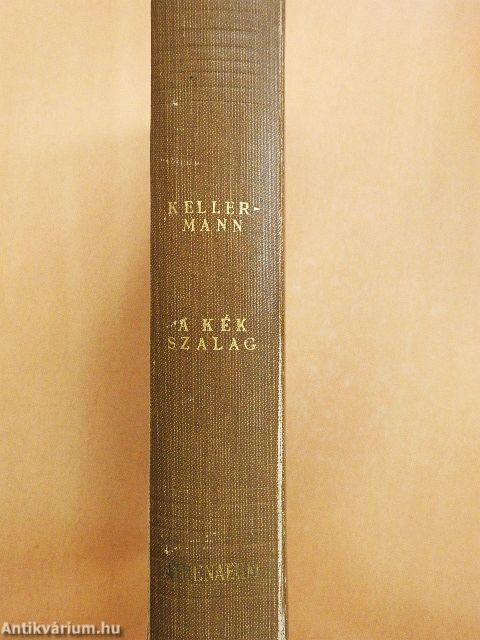 KELLER-
MANN
A KÉK
SZALAG
ATHENAEUM
Antikvárium.hu